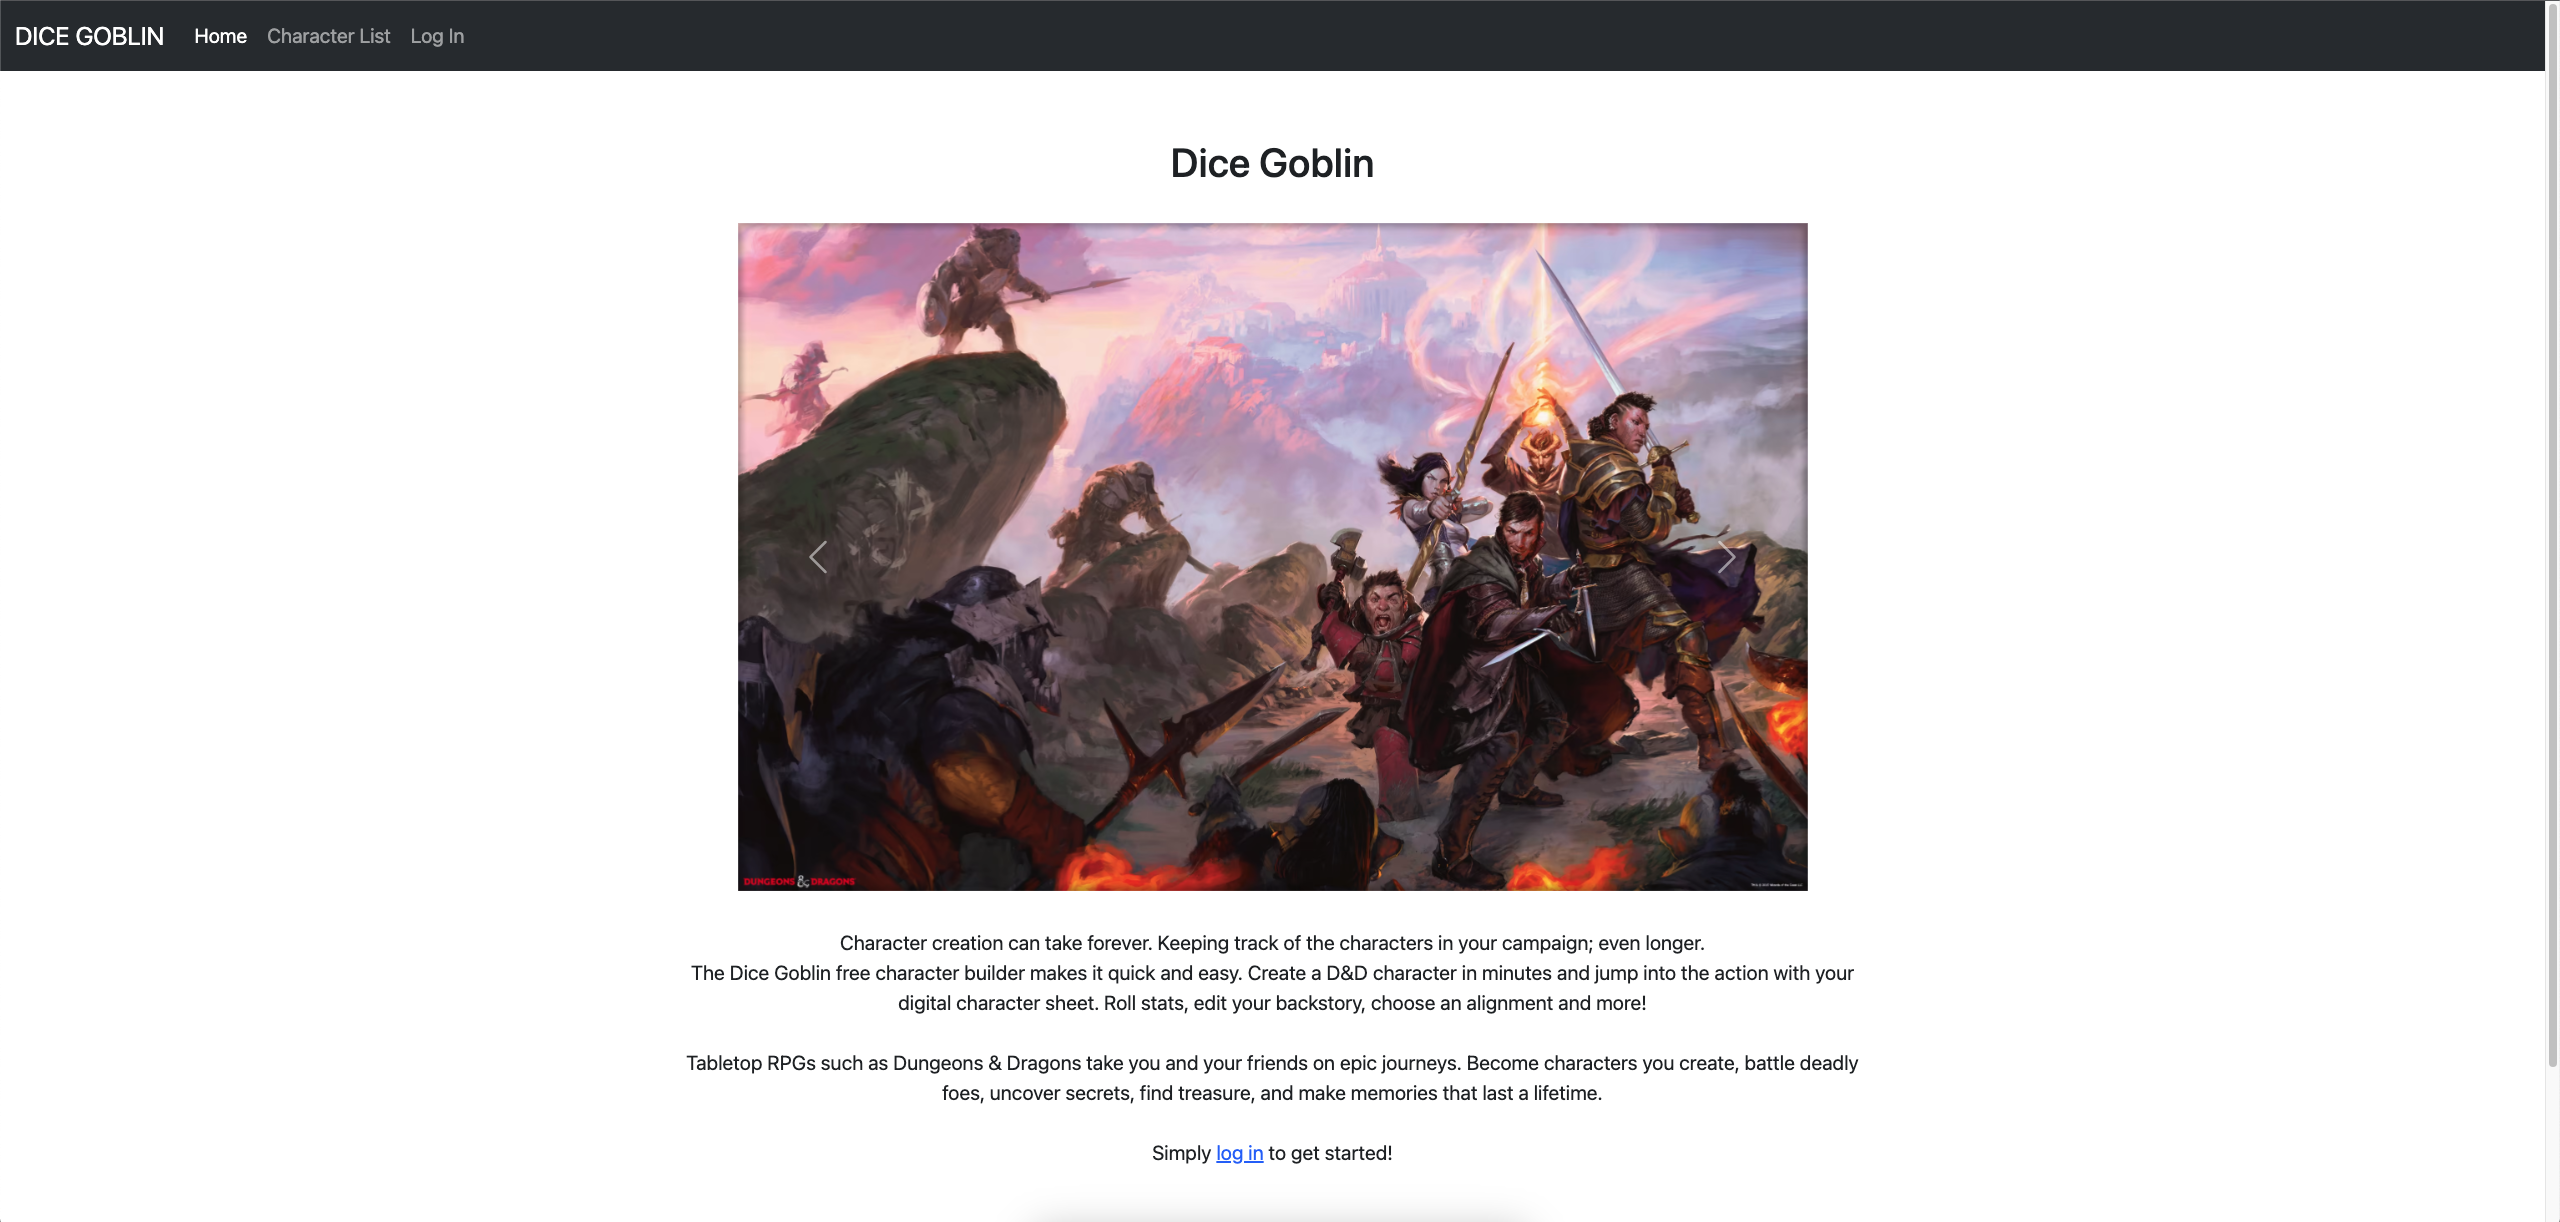 DICE GOBLIN Home Character List Log In
Dice Goblin
DUNGEONS & DRAGONS
Character creation can take forever. Keeping track of the characters in your campaign; even longer.
The Dice Goblin free character builder makes it quick and easy. Create a D&D character in minutes and jump into the action with your
digital character sheet. Roll stats, edit your backstory, choose an alignment and more!
Tabletop RPGs such as Dungeons & Dragons take you and your friends on epic journeys. Become characters you create, battle deadly
foes, uncover secrets, find treasure, and make memories that last a lifetime.
Simply log in to get started!